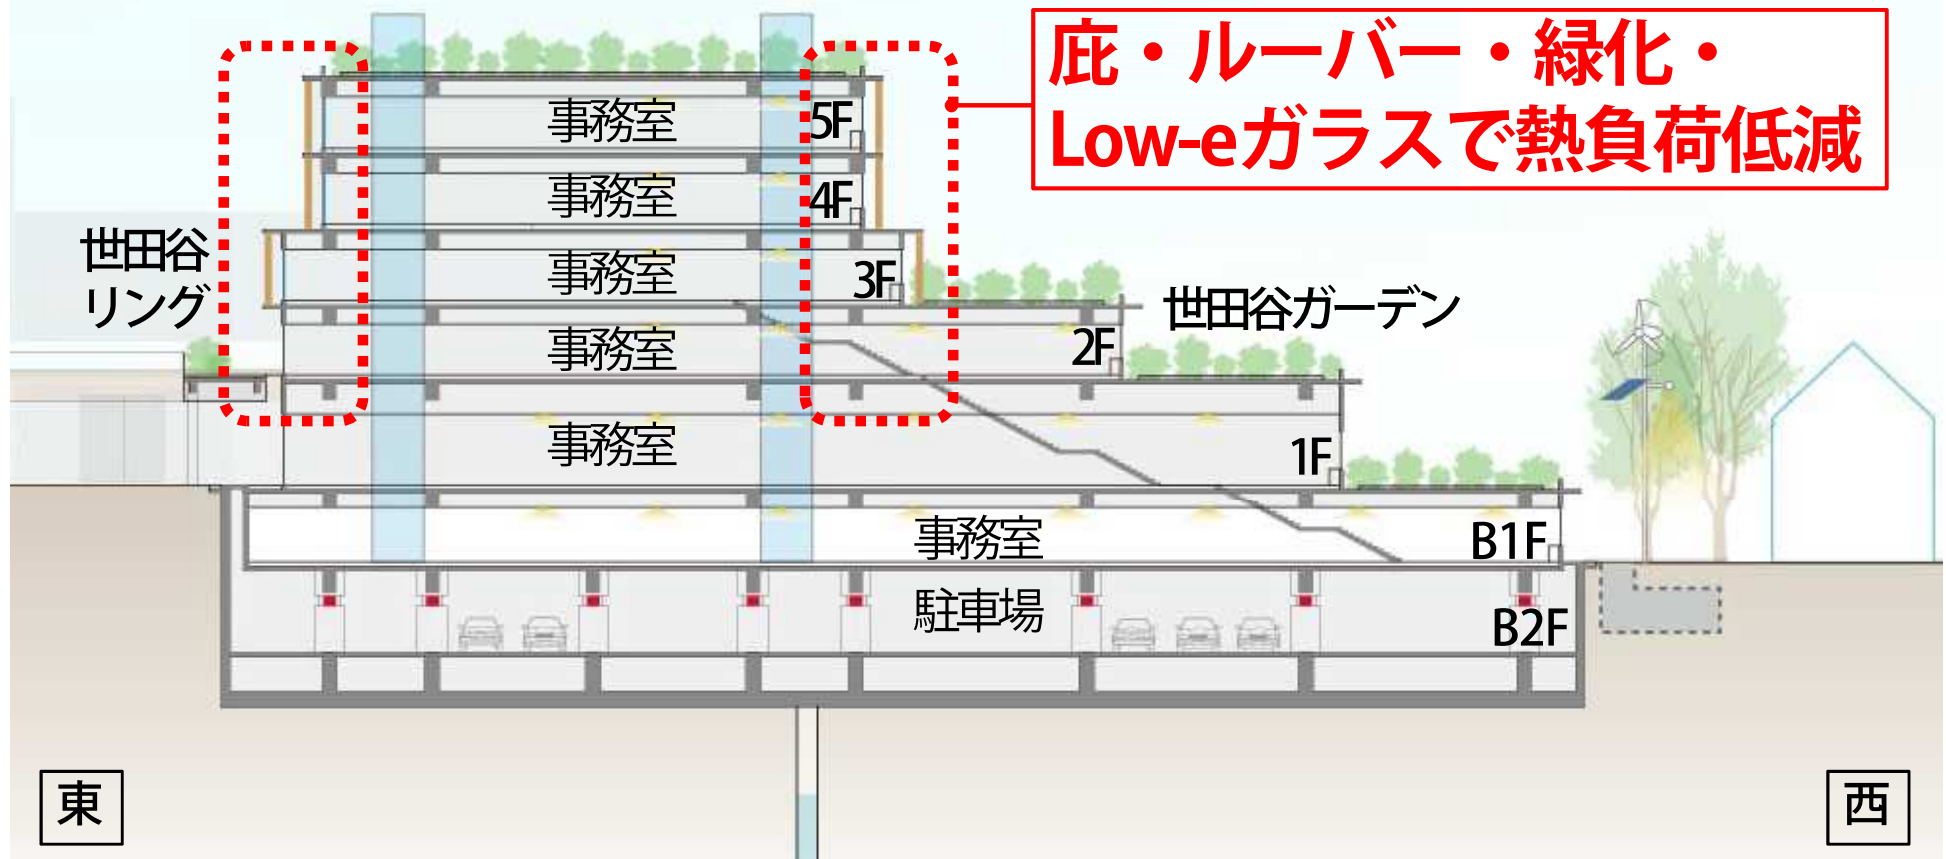 庇・ルーバー・緑化・
Low-eガラスで熱負荷低減
事務室
5F
事務室
4F
世田谷
リング
事務室
3F
世田谷ガーデン
事務室
2F
事務室
1F
事務室
B1F
駐車場
B2F
東
西